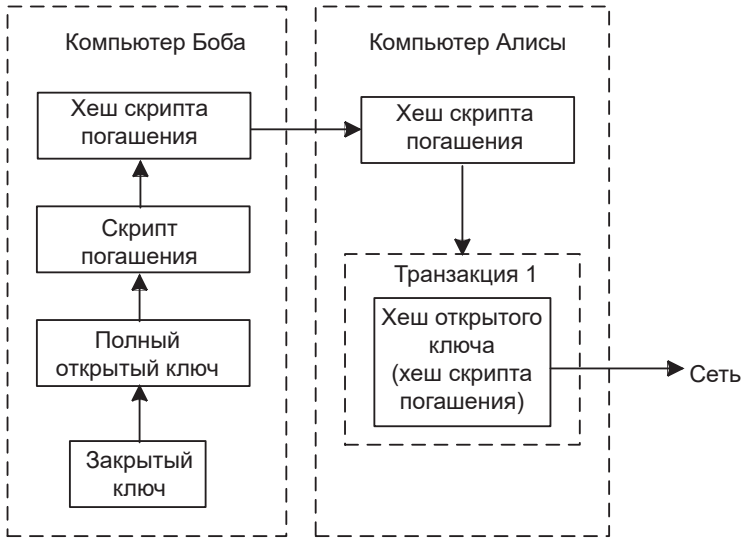 Компьютер Боба
Хеш скрипта
погашения
Скрипт
погашения
Полный
открытый ключ
Закрытый
ключ
Компьютер Алисы
Хеш скрипта
погашения
Транзакция 1
Хеш открытого
ключа
(хеш скрипта
погашения)
Сеть